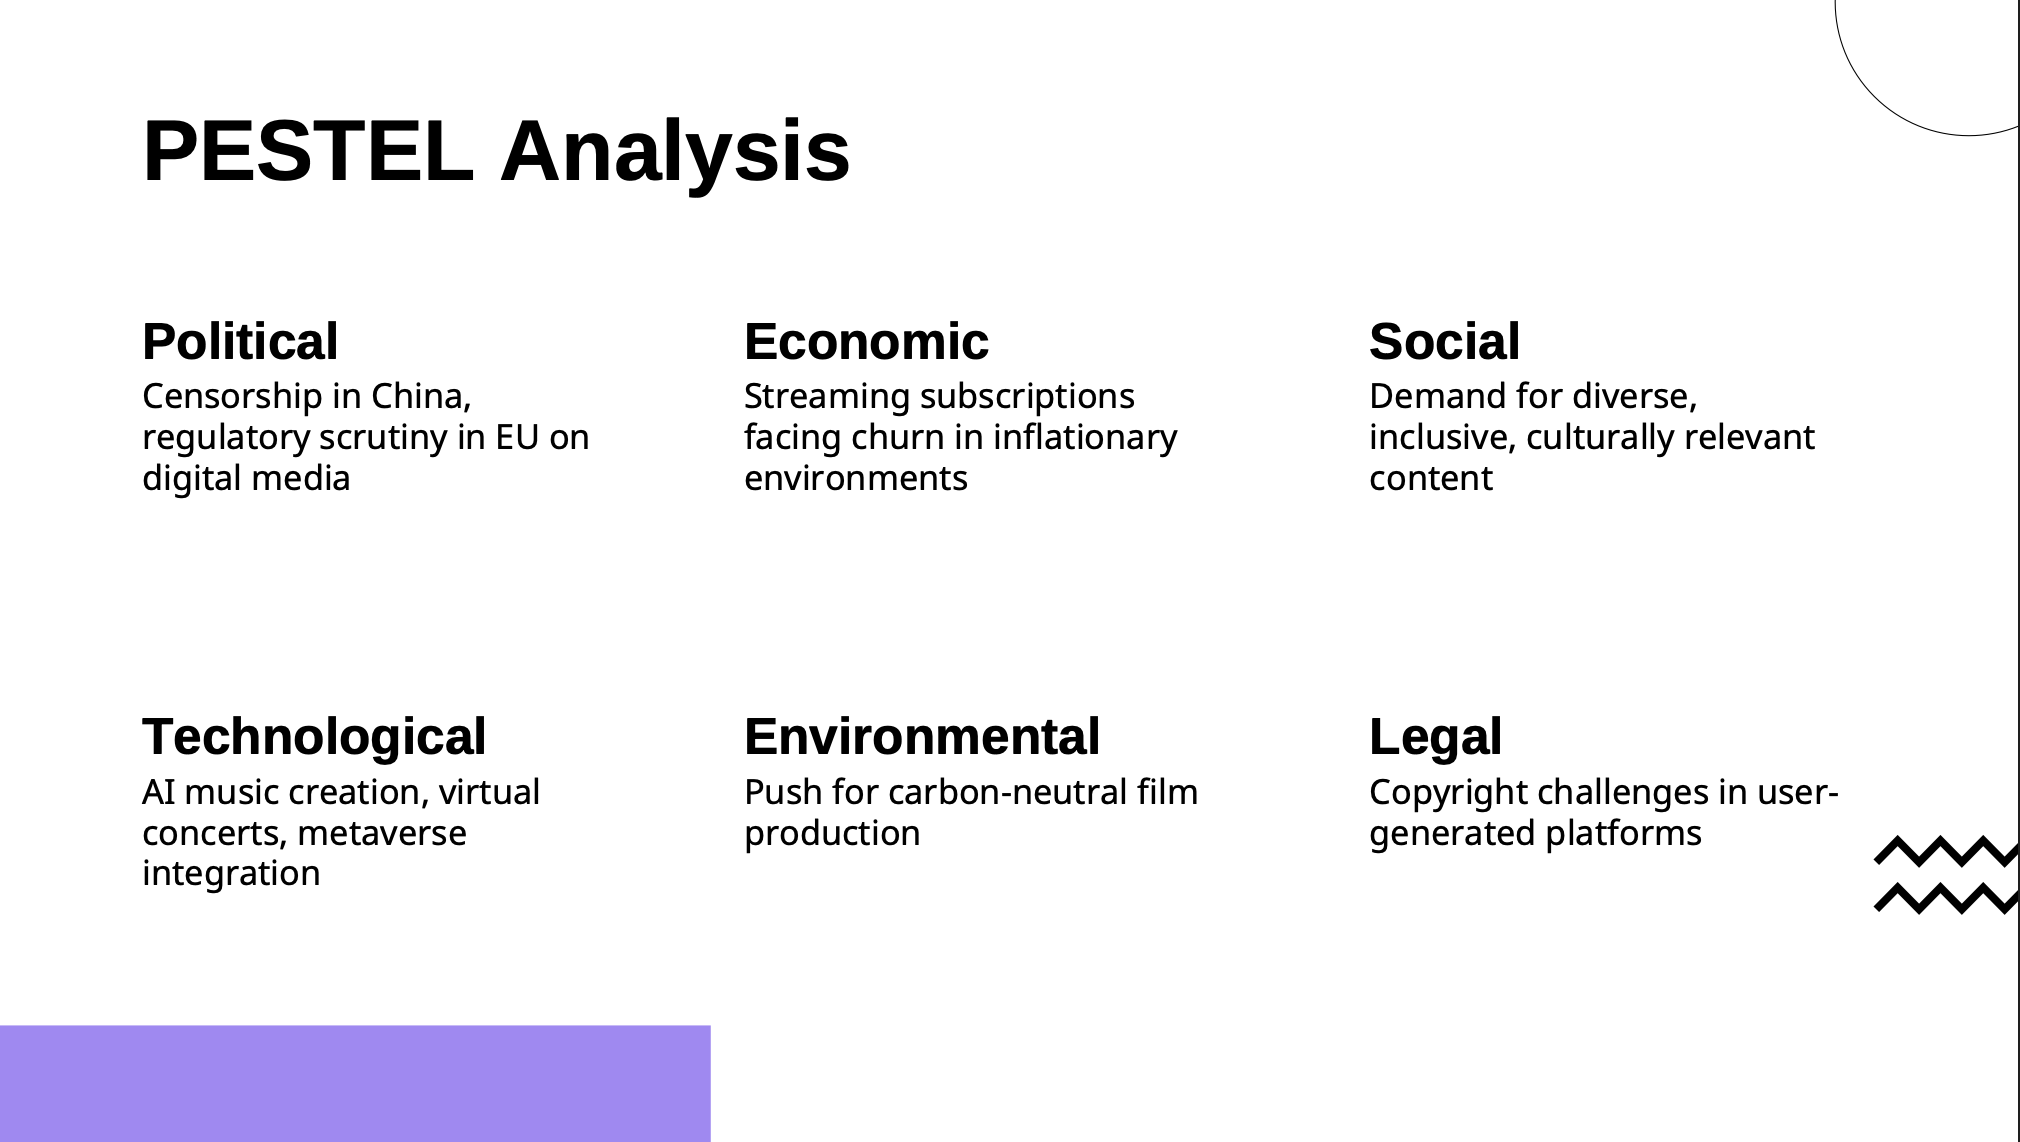 PESTEL Analysis
Political
Censorship in China,
regulatory scrutiny in EU on
digital media
Economic
Streaming subscriptions
facing churn in inflationary
environments
Social
Demand for diverse,
inclusive, culturally relevant
content
Technological
AI music creation, virtual
concerts, metaverse
integration
Environmental
Push for carbon-neutral film
production
Legal
Copyright challenges in user-
generated platforms